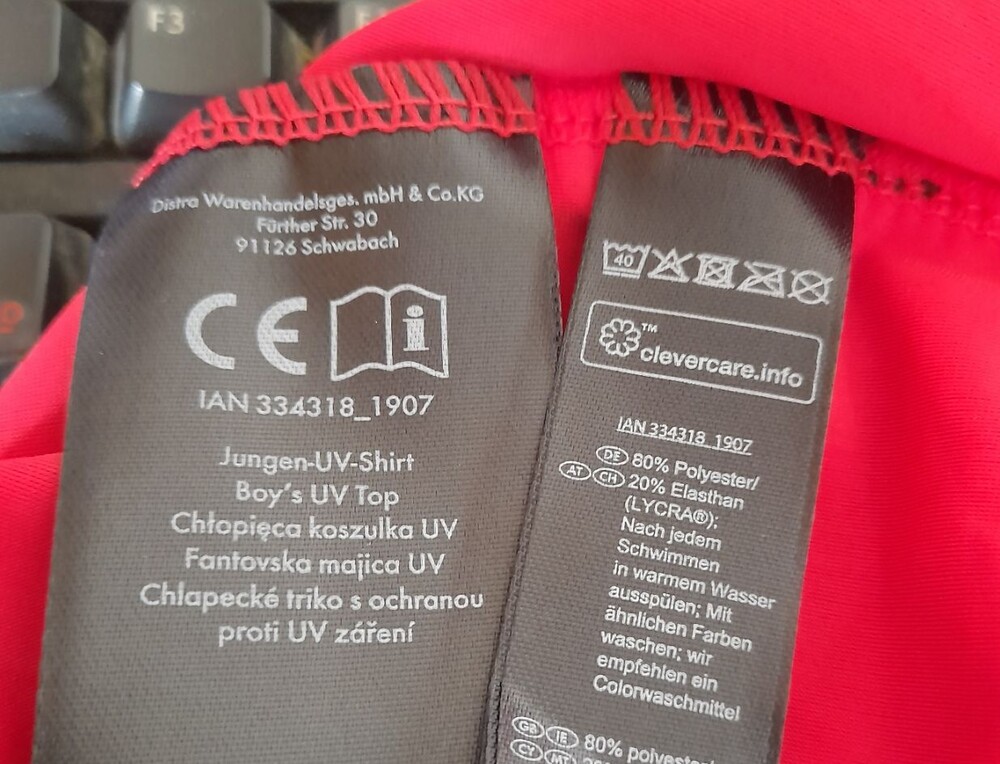 F3
Distra Warenhandelsges. mbH & Co.KG
Fürther Str. 30
91126 Schwabach
CE
IAN 334318_1907
Jungen-UV-Shirt
Boy's UV Top
Chłopięca koszulka UV
Fantovska majica UV
Chlapecké triko s ochranou
proti UV záření
40
™
clevercare.info
IAN 334318_1907
DE 80% Polyester/
AT CH 20% Elasthan
(LYCRA®);
Nach jedem
Schwimmen
in warmem Wasser
ausspülen; Mit
ähnlichen Farben
waschen; wir
empfehlen ein
Colorwaschmittel
GB IE 80% polyester
CY MT